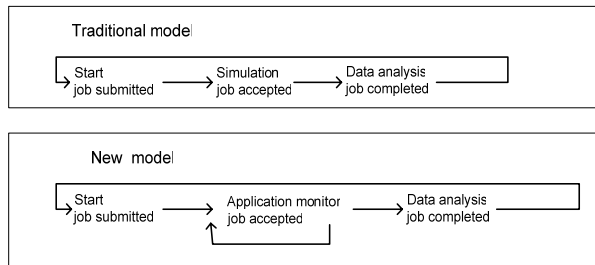 Traditional model
Start
job submitted
Simulation
job accepted
Data analysis
job completed
New model
Start
job submitted
Application monitor
job accepted
Data analysis
job completed